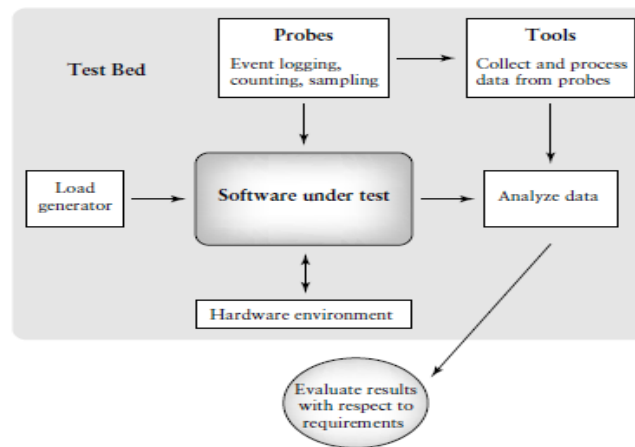 Test Bed
Probes
Event logging,
counting, sampling
Tools
Collect and process
data from probes
Load
generator
Software under test
Analyze data
Hardware environment
Evaluate results
with respect to
requirements